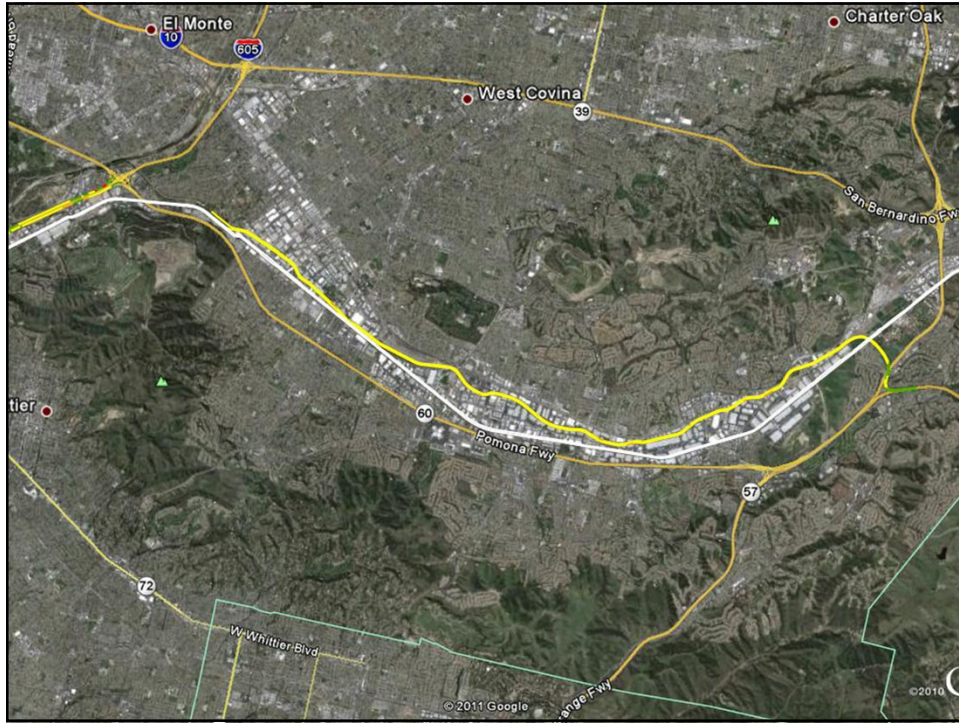 El Monte
10
605
Charter Oak
West Covina
39
San Bernardino Fwy
tier
60
Pomona Fwy
57
72
W Whittier Blvd
ange Fwy
© 2011 Google
©2010